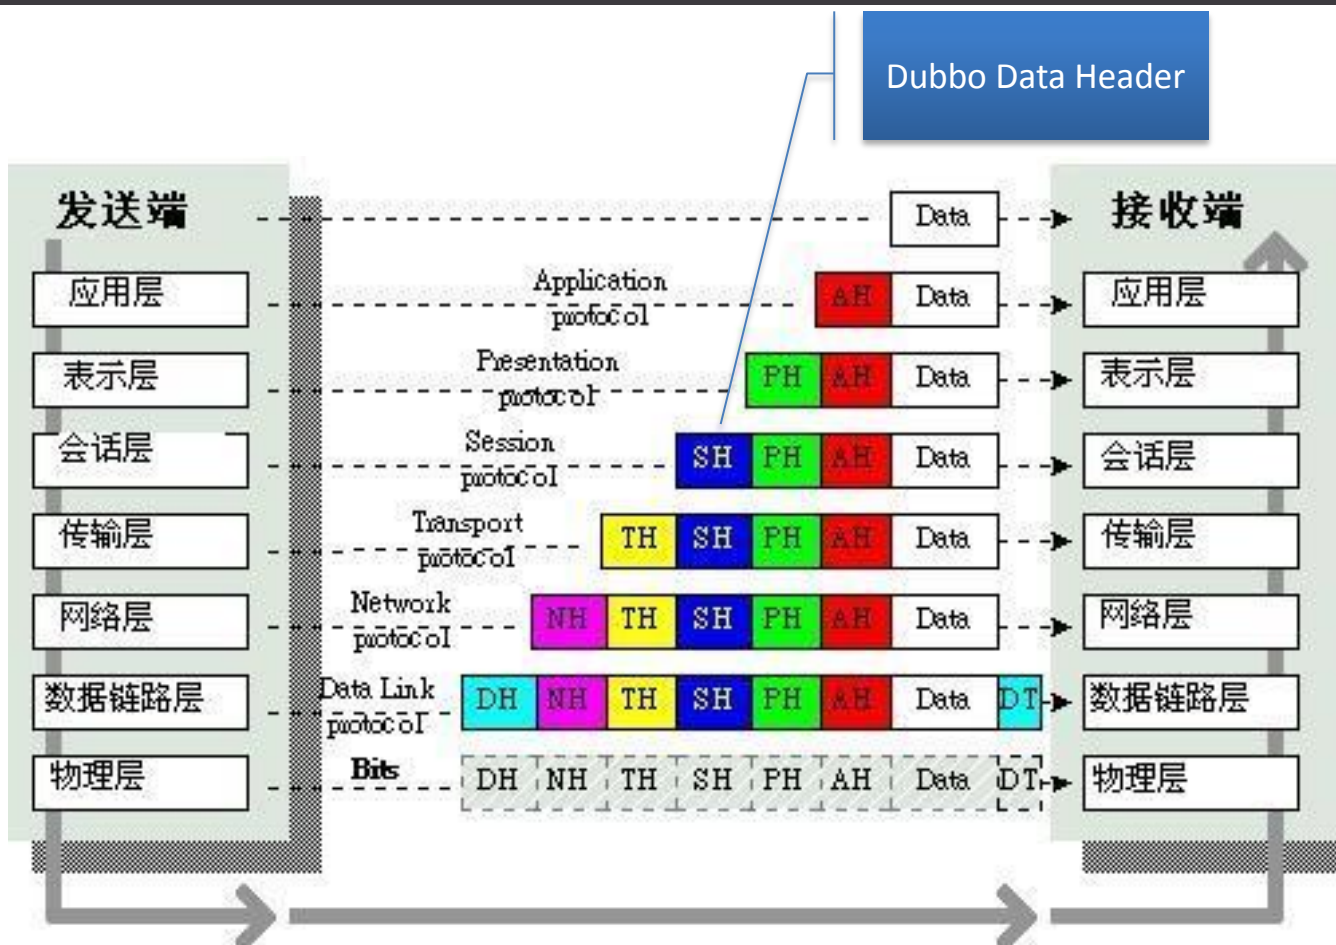 Dubbo Data Header
发送端
Data
接收端
应用层
Application
protocol
AH
Data
应用层
表示层
Presentation
protocol
PH
AH
Data
表示层
会话层
Session
protocol
SH
PH
AH
Data
会话层
传输层
Transport
protocol
TH
SH
PH
AH
Data
传输层
网络层
Network
protocol
NH
TH
SH
PH
AH
Data
网络层
数据链路层
Data Link
protocol
DH
NH
TH
SH
PH
AH
Data
DT
数据链路层
物理层
Bits
DH
NH
TH
SH
PH
AH
Data
DT
物理层